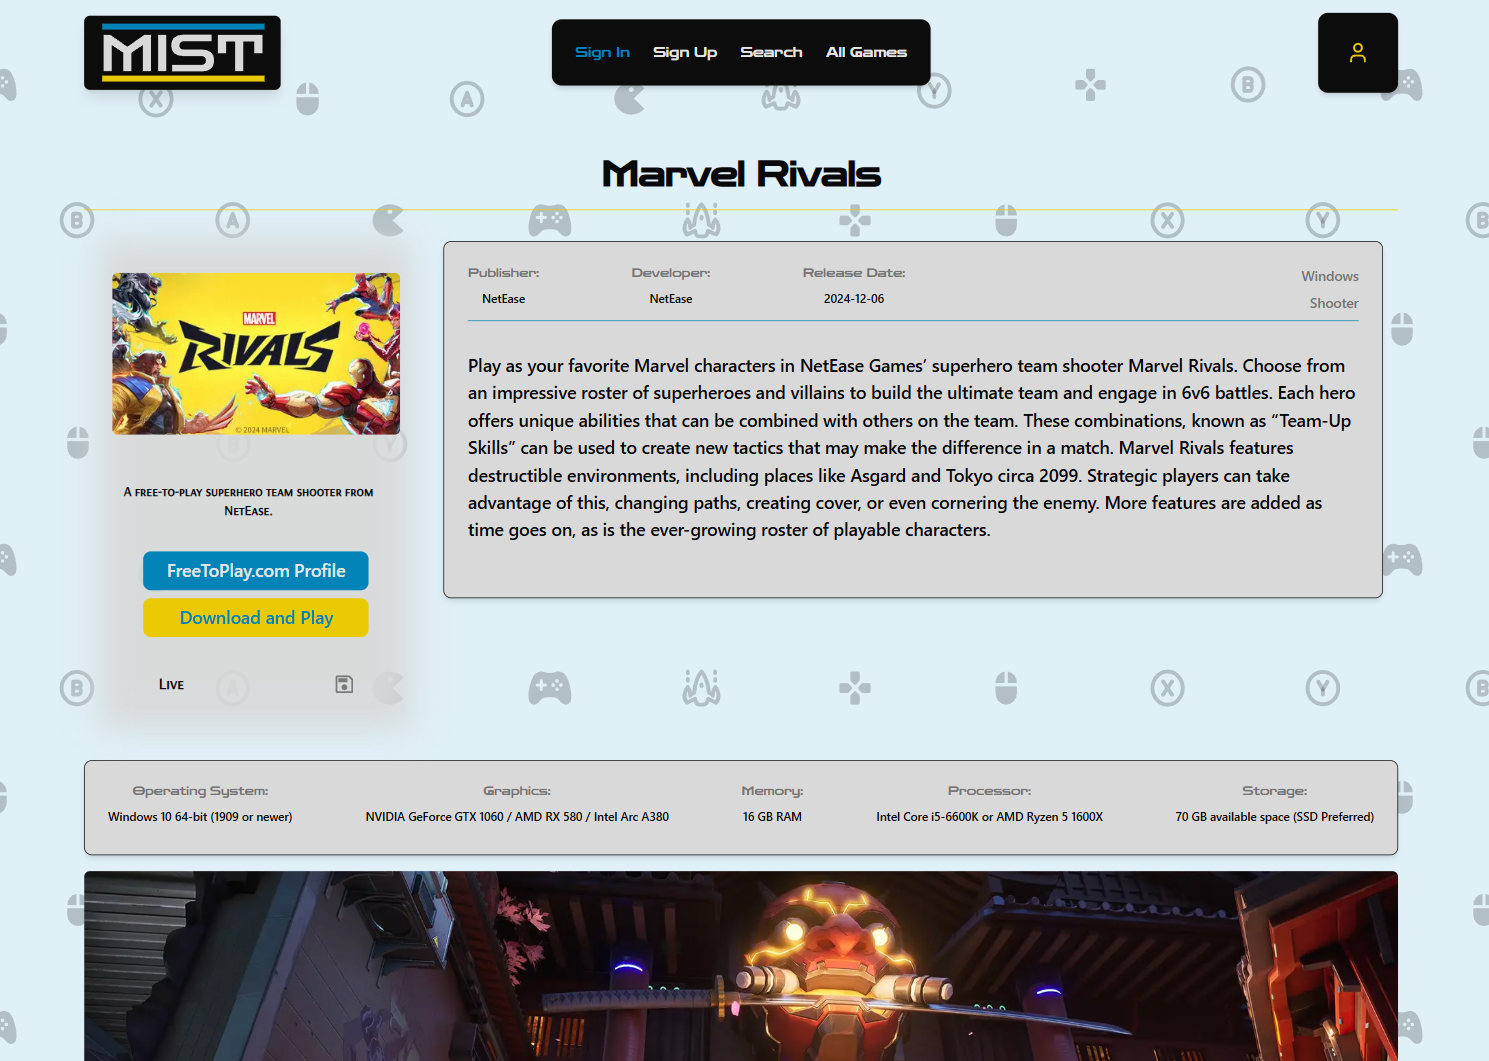 MIST
Sign In Sign Up Search All Games
Marvel Rivals
MARVEL
RIVALS
© 2024 MARVEL
A free-to-play superhero team shooter from
NetEase.
FreeToPlay.com Profile
Download and Play
Live
Publisher: Developer: Release Date: Windows
NetEase NetEase 2024-12-06 Shooter
Play as your favorite Marvel characters in NetEase Games’ superhero team shooter Marvel Rivals. Choose from
an impressive roster of superheroes and villains to build the ultimate team and engage in 6v6 battles. Each hero
offers unique abilities that can be combined with others on the team. These combinations, known as “Team-Up
Skills” can be used to create new tactics that may make the difference in a match. Marvel Rivals features
destructible environments, including places like Asgard and Tokyo circa 2099. Strategic players can take
advantage of this, changing paths, creating cover, or even cornering the enemy. More features are added as
time goes on, as is the ever-growing roster of playable characters.
Operating System: Graphics: Memory: Processor: Storage:
Windows 10 64-bit (1909 or newer) NVIDIA GeForce GTX 1060 / AMD RX 580 / Intel Arc A380 16 GB RAM Intel Core i5-6600K or AMD Ryzen 5 1600X 70 GB available space (SSD Preferred)